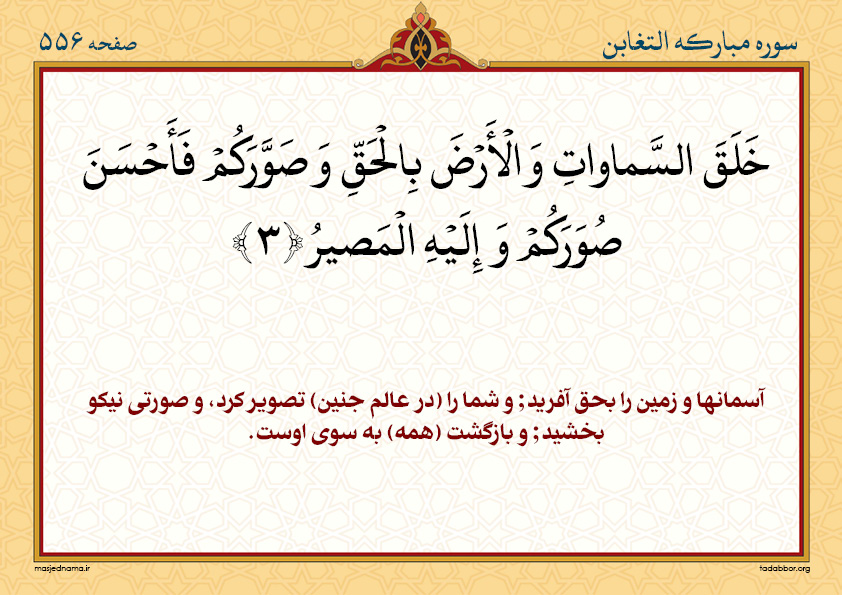 سوره مبارکه التغابن
صفحه ۵۵۶
خَلَقَ السَّماواتِ وَ الْأَرْضَ بِالْحَقِّ وَ صَوَّرَكُمْ فَأَحْسَنَ
صُوَرَكُمْ وَ إِلَيْهِ الْمَصيرُ ﴿۳﴾
آسمانها و زمین را بحق آفرید; و شما را (در عالم جنین) تصویر کرد، و صورتی نیکو
بخشید; و بازگشت (همه) به سوی اوست.
masjednama.ir
tadabbor.org